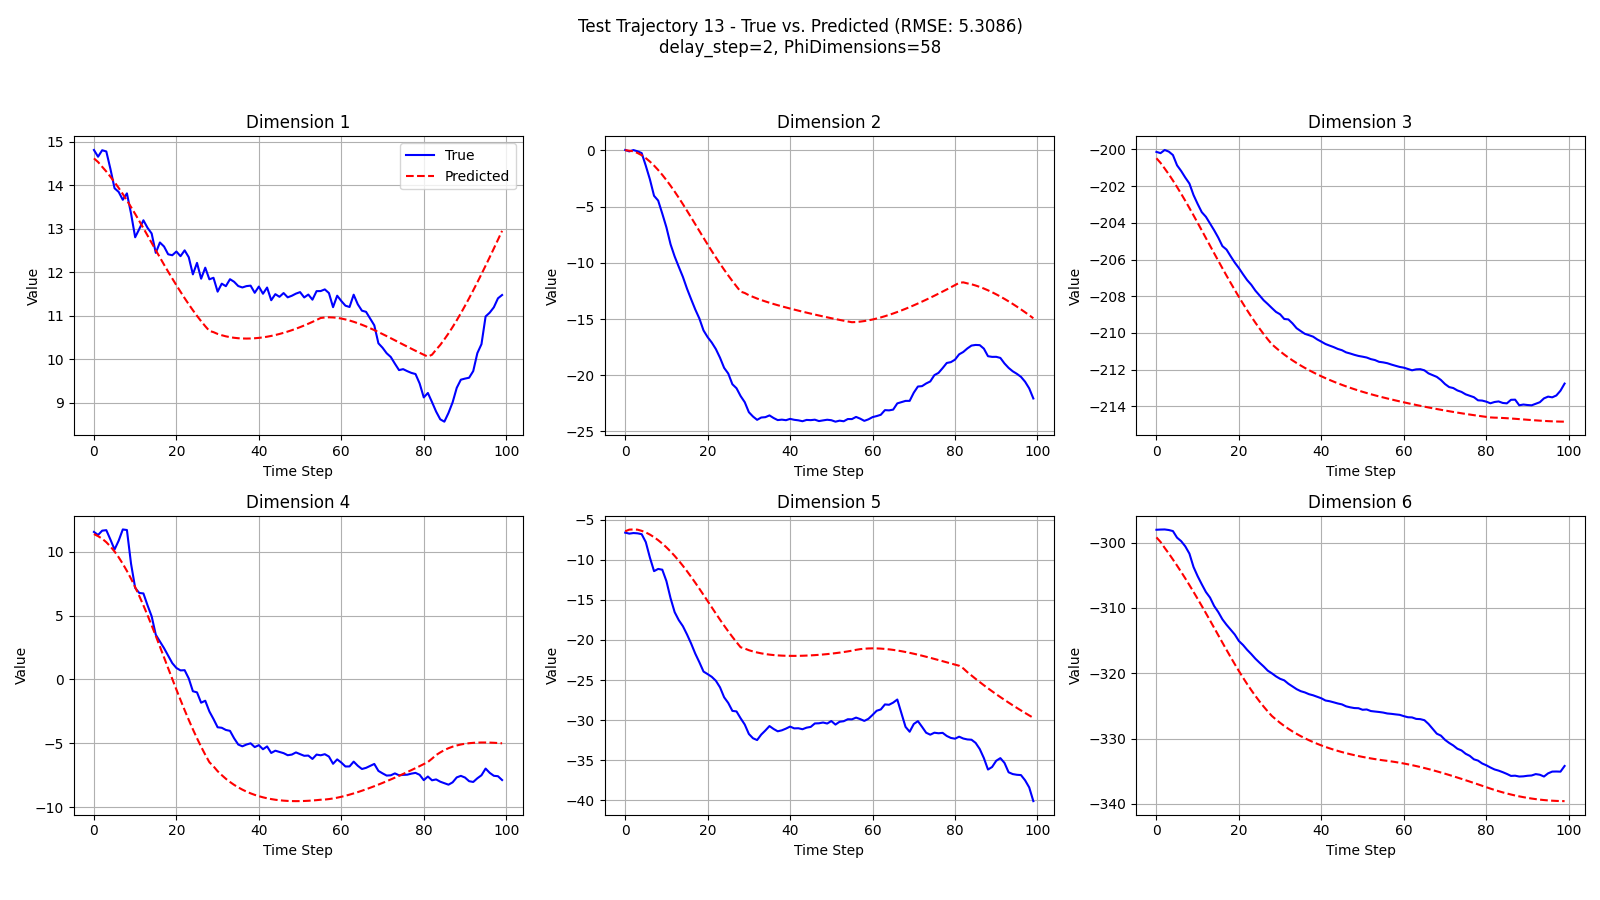 Test Trajectory 13 - True vs. Predicted (RMSE: 5.3086)
delay_step=2, PhiDimensions=58
Dimension 1
15
14
13
12
11
10
9
0 20 40 60 80 100
Value
Time Step
True
Predicted
Dimension 2
0
−5
−10
−15
−20
−25
0 20 40 60 80 100
Value
Time Step
Dimension 3
−200
−202
−204
−206
−208
−210
−212
−214
0 20 40 60 80 100
Value
Time Step
Dimension 4
10
5
0
−5
−10
0 20 40 60 80 100
Value
Time Step
Dimension 5
−5
−10
−15
−20
−25
−30
−35
−40
0 20 40 60 80 100
Value
Time Step
Dimension 6
−300
−310
−320
−330
−340
0 20 40 60 80 100
Value
Time Step